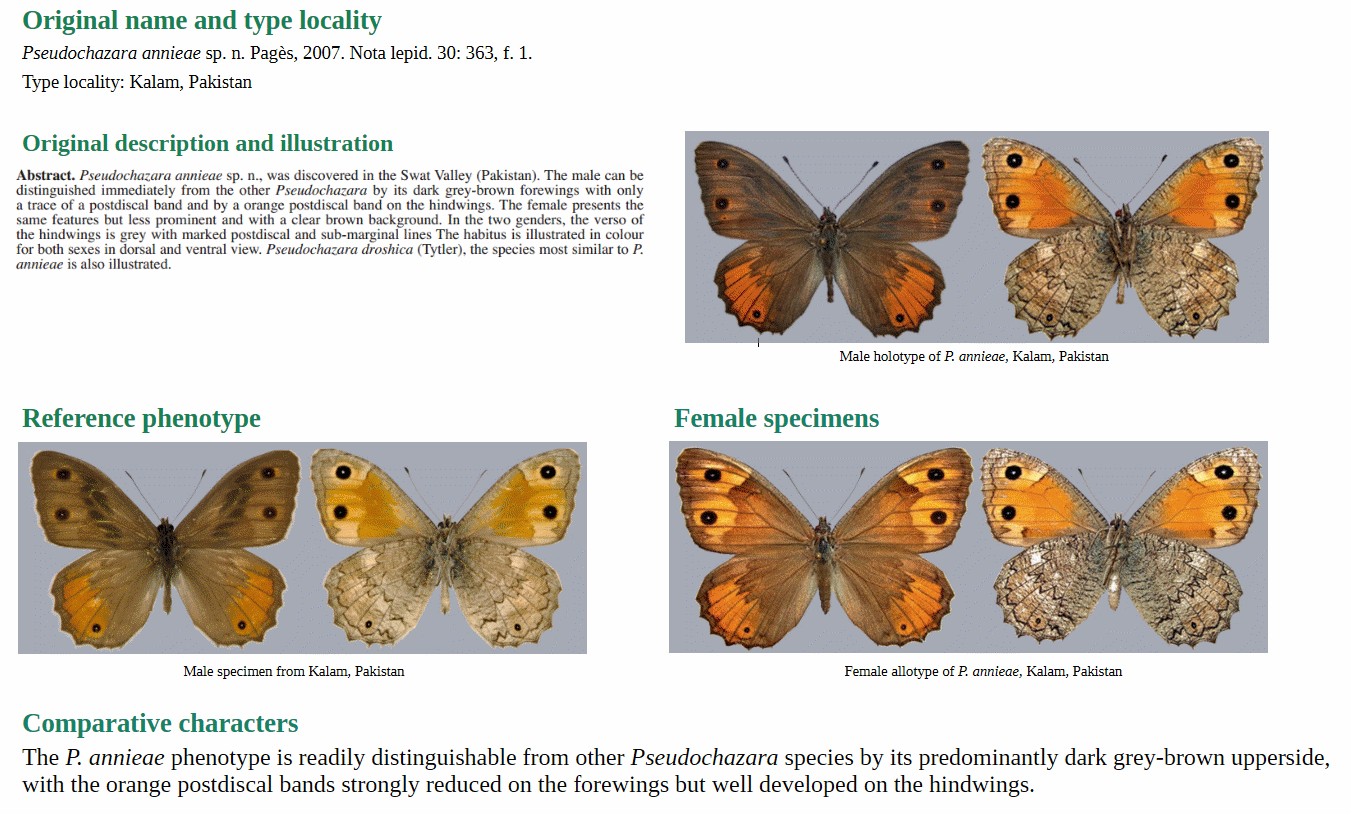 Original name and type locality
Pseudochazara annieae sp. n. Pagès, 2007. Nota lepid. 30: 363, f. 1.
Type locality: Kalam, Pakistan
Original description and illustration
Abstract. Pseudochazara annieae sp. n., was discovered in the Swat Valley (Pakistan). The male can be
distinguished immediately from the other Pseudochazara by its dark grey-brown forewings with only
a trace of a postdiscal band and by a orange postdiscal band on the hindwings. The female presents the
same features but less prominent and with a clear brown background. In the two genders, the verso of
the hindwings is grey with marked postdiscal and sub-marginal lines The habitus is illustrated in colour
for both sexes in dorsal and ventral view. Pseudochazara droshica (Tytler), the species most similar to P.
annieae is also illustrated.
Male holotype of P. annieae, Kalam, Pakistan
Reference phenotype
Female specimens
Male specimen from Kalam, Pakistan
Female allotype of P. annieae, Kalam, Pakistan
Comparative characters
The P. annieae phenotype is readily distinguishable from other Pseudochazara species by its predominantly dark grey-brown upperside,
with the orange postdiscal bands strongly reduced on the forewings but well developed on the hindwings.